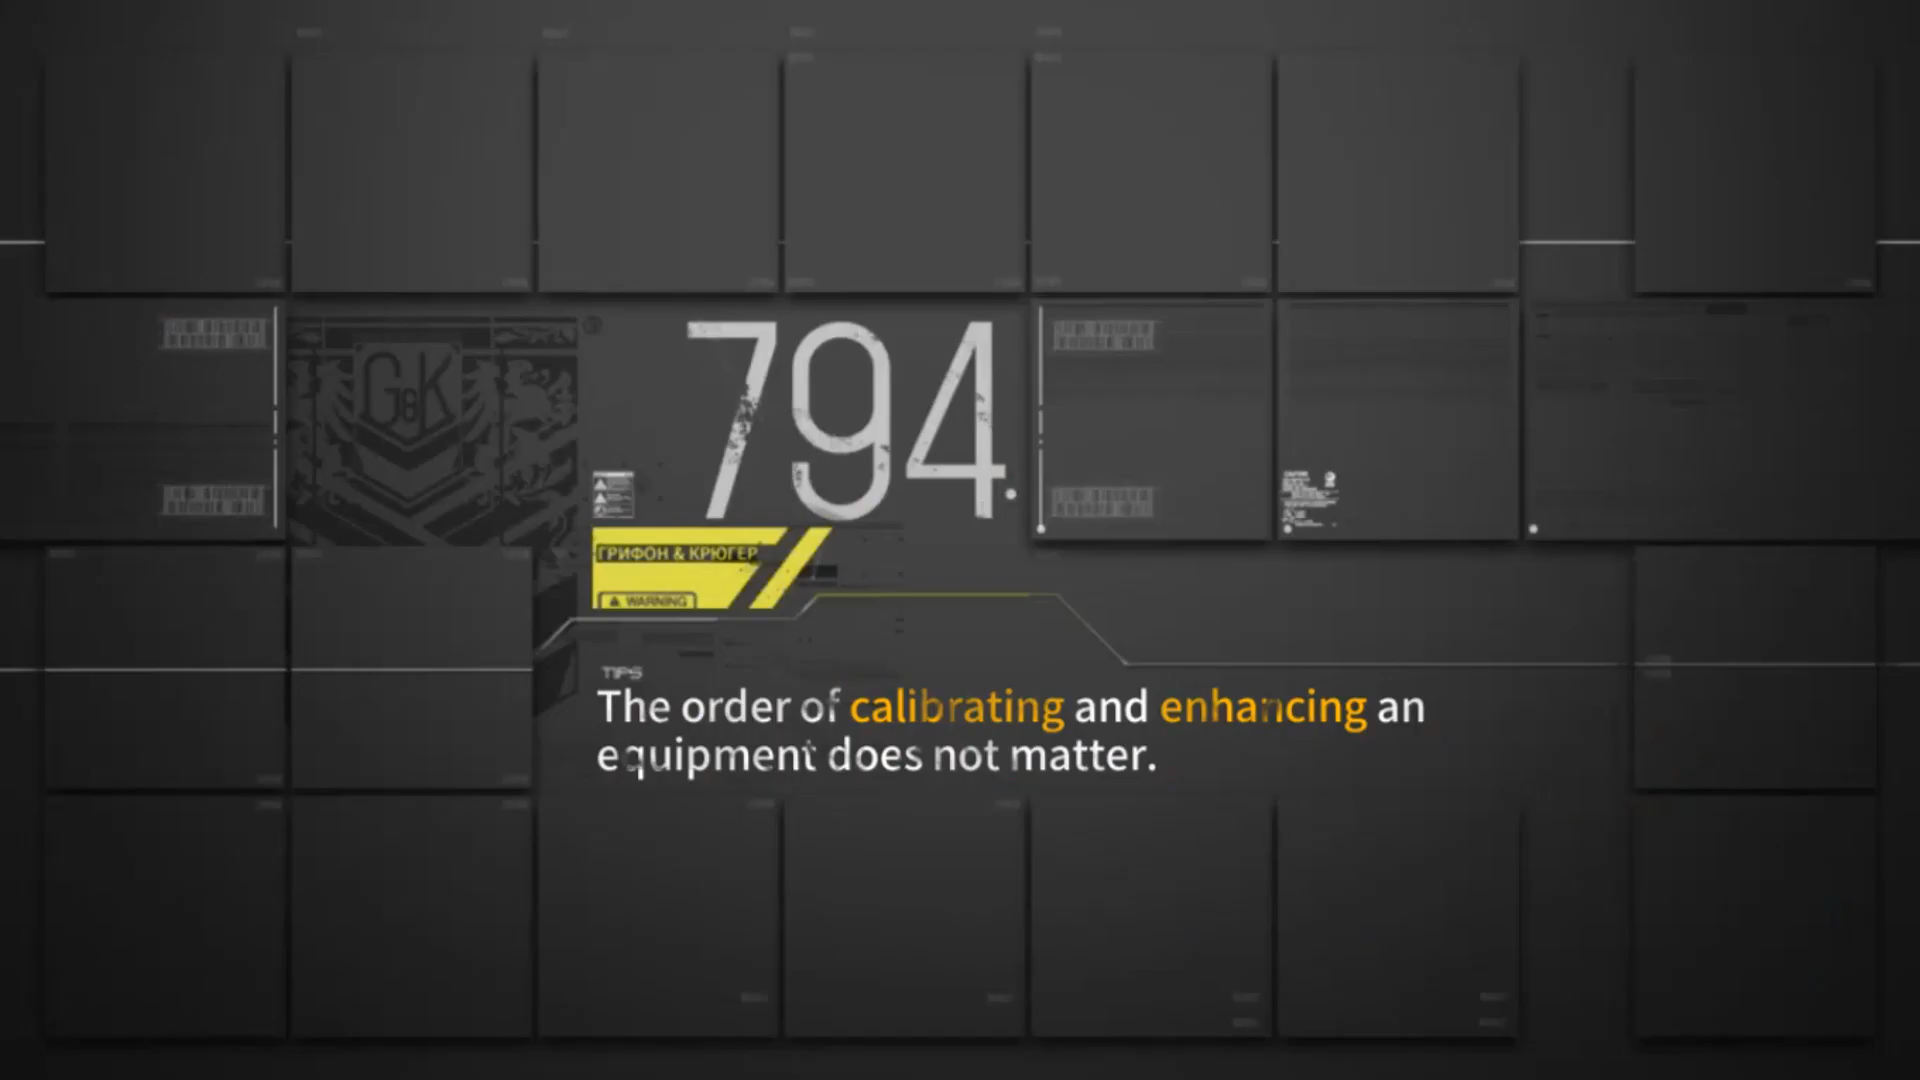 G&K
794.
ГРИФОН & КРЮГЕР
WARNING
TIPS
The order of calibrating and enhancing an
equipment does not matter.